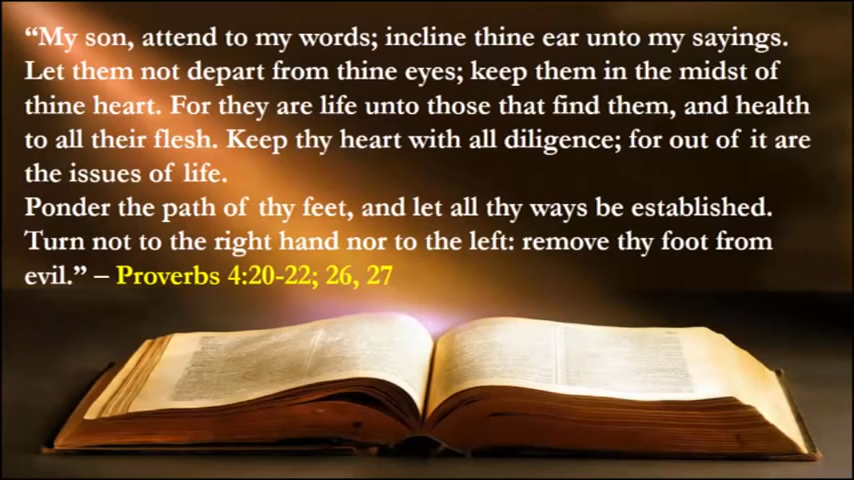 “My son, attend to my words; incline thine ear unto my sayings.
Let them not depart from thine eyes; keep them in the midst of
thine heart. For they are life unto those that find them, and health
to all their flesh. Keep thy heart with all diligence; for out of it are
the issues of life.
Ponder the path of thy feet, and let all thy ways be established.
Turn not to the right hand nor to the left: remove thy foot from
evil.” – Proverbs 4:20-22; 26, 27